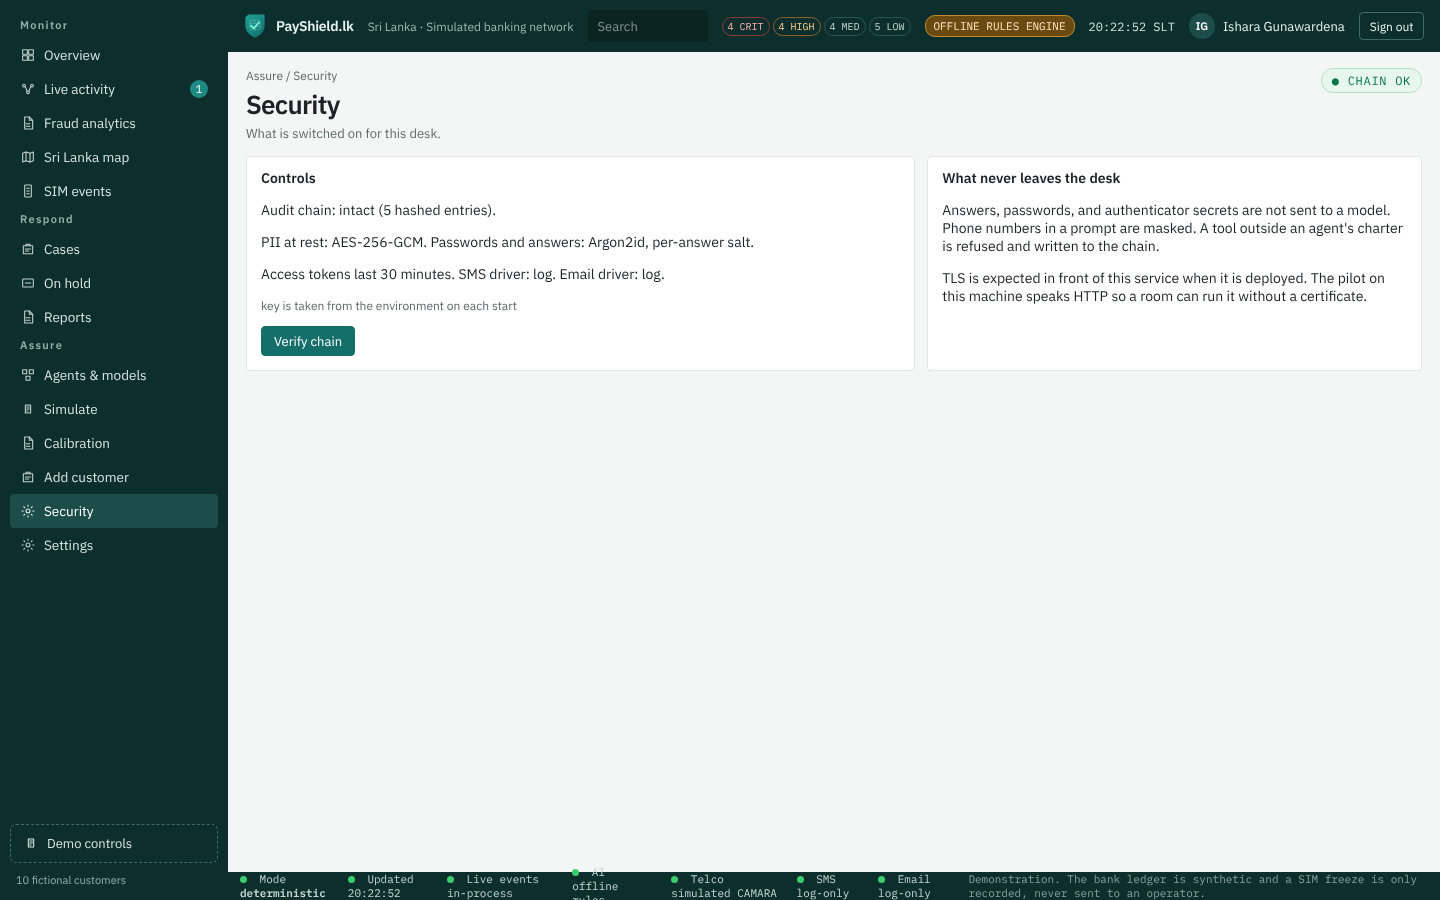 Monitor
Overview
Live activity 1
Fraud analytics
Sri Lanka map
SIM events
Respond
Cases
On hold
Reports
Assure
Agents & models
Simulate
Calibration
Add customer
Security
Settings
Demo controls
10 fictional customers
PayShield.lk Sri Lanka · Simulated banking network Search 4 CRIT 4 HIGH 4 MED 5 LOW OFFLINE RULES ENGINE 20:22:52 SLT IG Ishara Gunawardena Sign out
Assure / Security
CHAIN OK
Security
What is switched on for this desk.
Controls
Audit chain: intact (5 hashed entries).
PII at rest: AES-256-GCM. Passwords and answers: Argon2id, per-answer salt.
Access tokens last 30 minutes. SMS driver: log. Email driver: log.
key is taken from the environment on each start
Verify chain
What never leaves the desk
Answers, passwords, and authenticator secrets are not sent to a model.
Phone numbers in a prompt are masked. A tool outside an agent's charter
is refused and written to the chain.
TLS is expected in front of this service when it is deployed. The pilot on
this machine speaks HTTP so a room can run it without a certificate.
Mode
deterministic
Updated
20:22:52
Live events
in-process
AI
offline
rules
Telco
simulated CAMARA
SMS
log-only
Email
log-only
Demonstration. The bank ledger is synthetic and a SIM freeze is only
recorded, never sent to an operator.